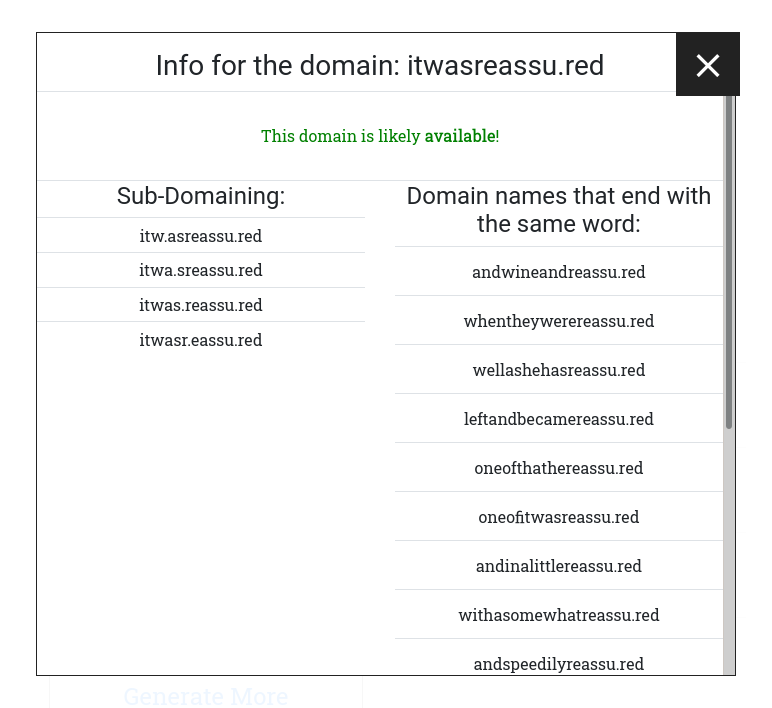 Info for the domain: itwasreassu.red
This domain is likely available!
Sub-Domaining:
itw.asreassu.red
itwa.sreassu.red
itwas.reassu.red
itwasr.eassu.red
Domain names that end with
the same word:
andwineandreassu.red
whentheywerereassu.red
wellashehasreassu.red
leftandbecamereassu.red
oneofthathereassu.red
oneofitwasreassu.red
andinalittlereassu.red
withasomewhatreassu.red
andspeedilyreassu.red
Generate More